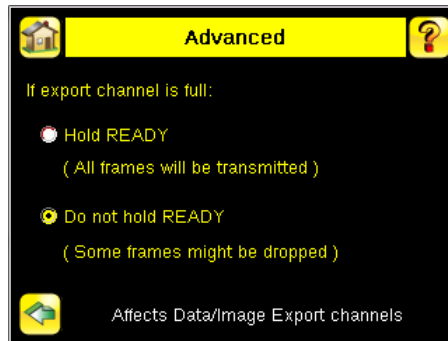 Advanced
?
If export channel is full:
Hold READY
( All frames will be transmitted )
Do not hold READY
( Some frames might be dropped )
Affects Data/Image Export channels